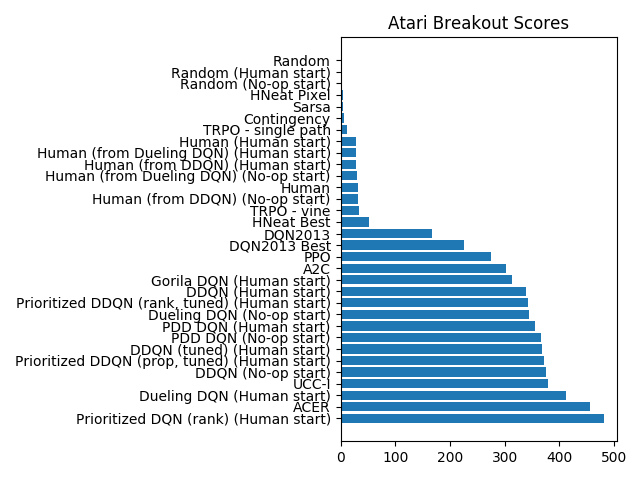 Atari Breakout Scores
Random
Random (Human start)
Random (No-op start)
HNeat Pixel
Sarsa
Contingency
TRPO - single path
Human (Human start)
Human (from Dueling DQN) (Human start)
Human (from DDQN) (Human start)
Human (from Dueling DQN) (No-op start)
Human
Human (from DDQN) (No-op start)
TRPO - vine
HNeat Best
DQN2013
DQN2013 Best
PPO
A2C
Gorila DQN (Human start)
DDQN (Human start)
Prioritized DDQN (rank, tuned) (Human start)
Dueling DQN (No-op start)
PDD DQN (Human start)
PDD DQN (No-op start)
DDQN (tuned) (Human start)
Prioritized DDQN (prop, tuned) (Human start)
DDQN (No-op start)
UCC-I
Dueling DQN (Human start)
ACER
Prioritized DQN (rank) (Human start)
0 100 200 300 400 500